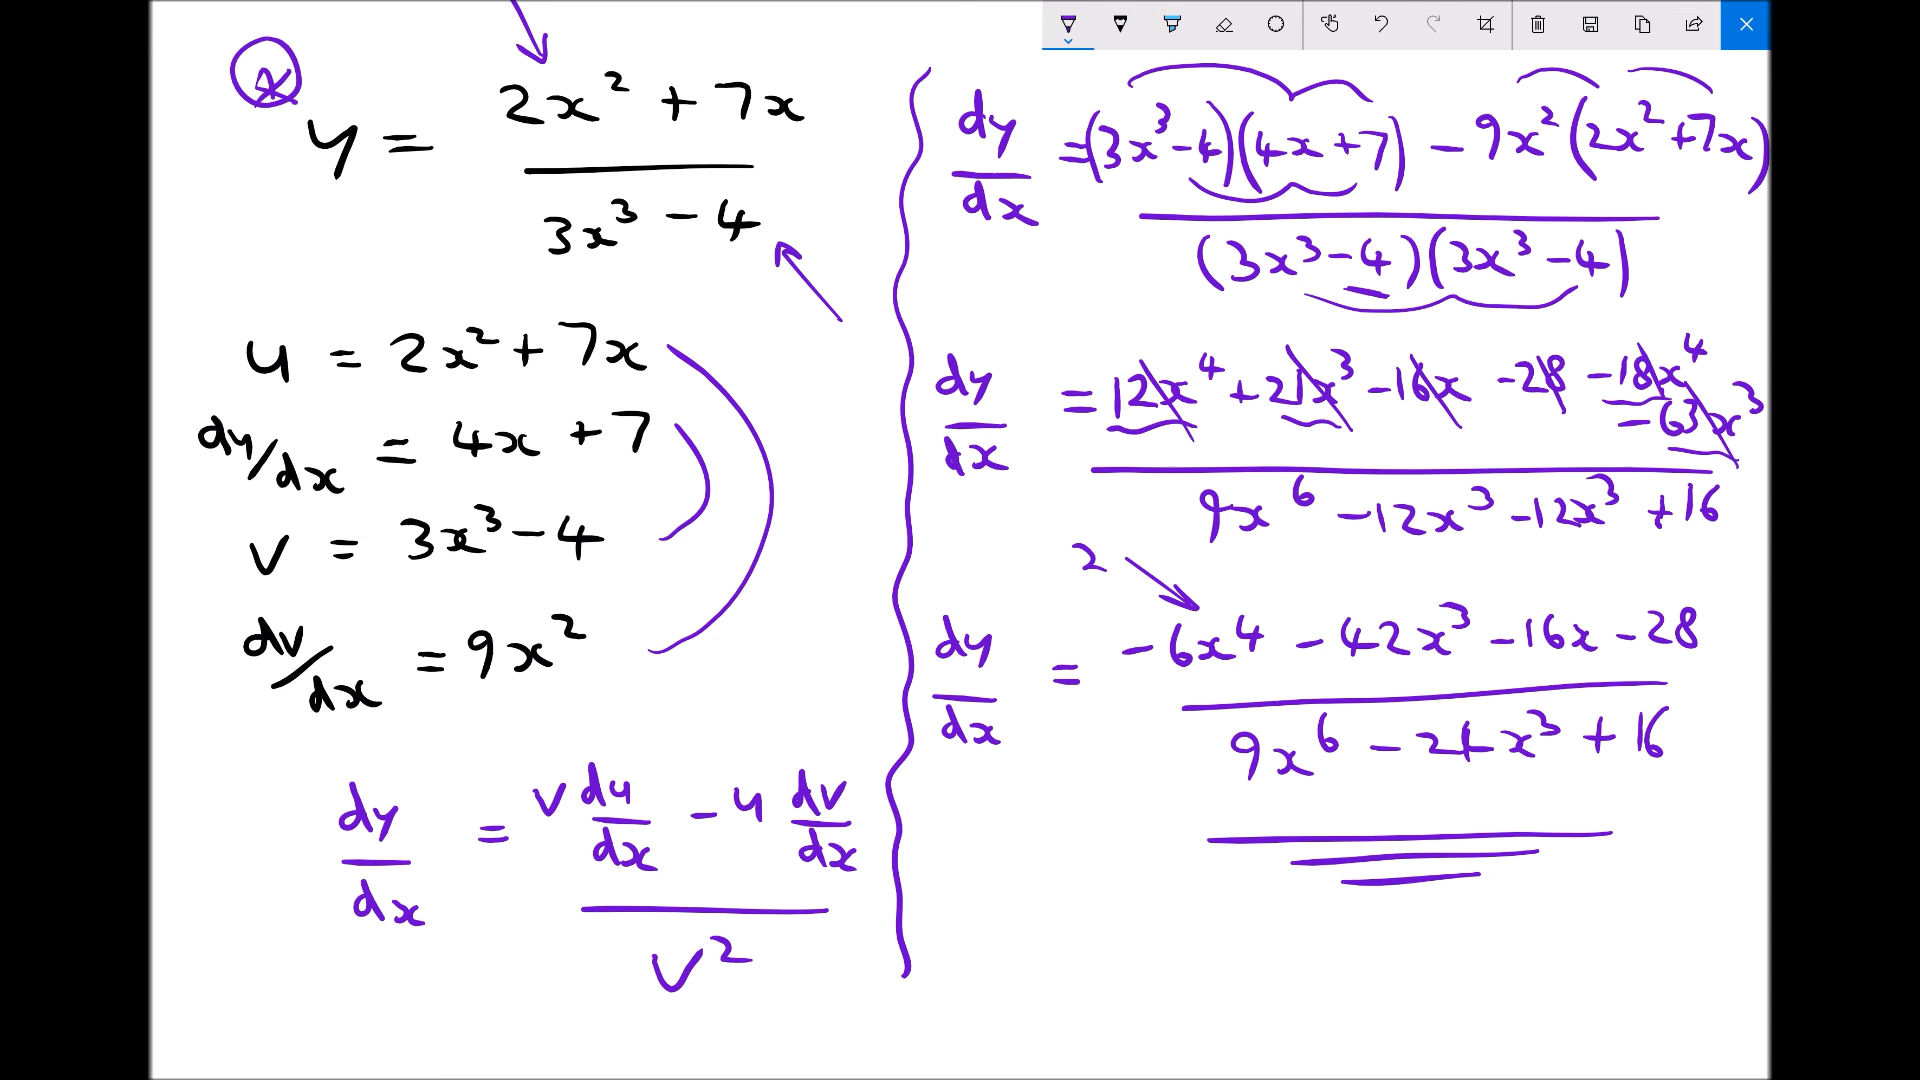 y = 2x² + 7x
3x³ - 4
u = 2x² + 7x
dy/dx = 4x + 7
v = 3x³ - 4
dv/dx = 9x²
dy = v du - u dv
dx dx dx
v²
dy = (3x³-4)(4x+7) - 9x²(2x²+7x)
dx (3x³-4)(3x³-4)
dy = 12x⁴ + 21x³ - 16x - 28 - 18x⁴
- 63x³
dx 9x⁶ - 12x³ - 12x³ + 16
2
dy = - 6x⁴ - 42x³ - 16x - 28
dx 9x⁶ - 24x³ + 16